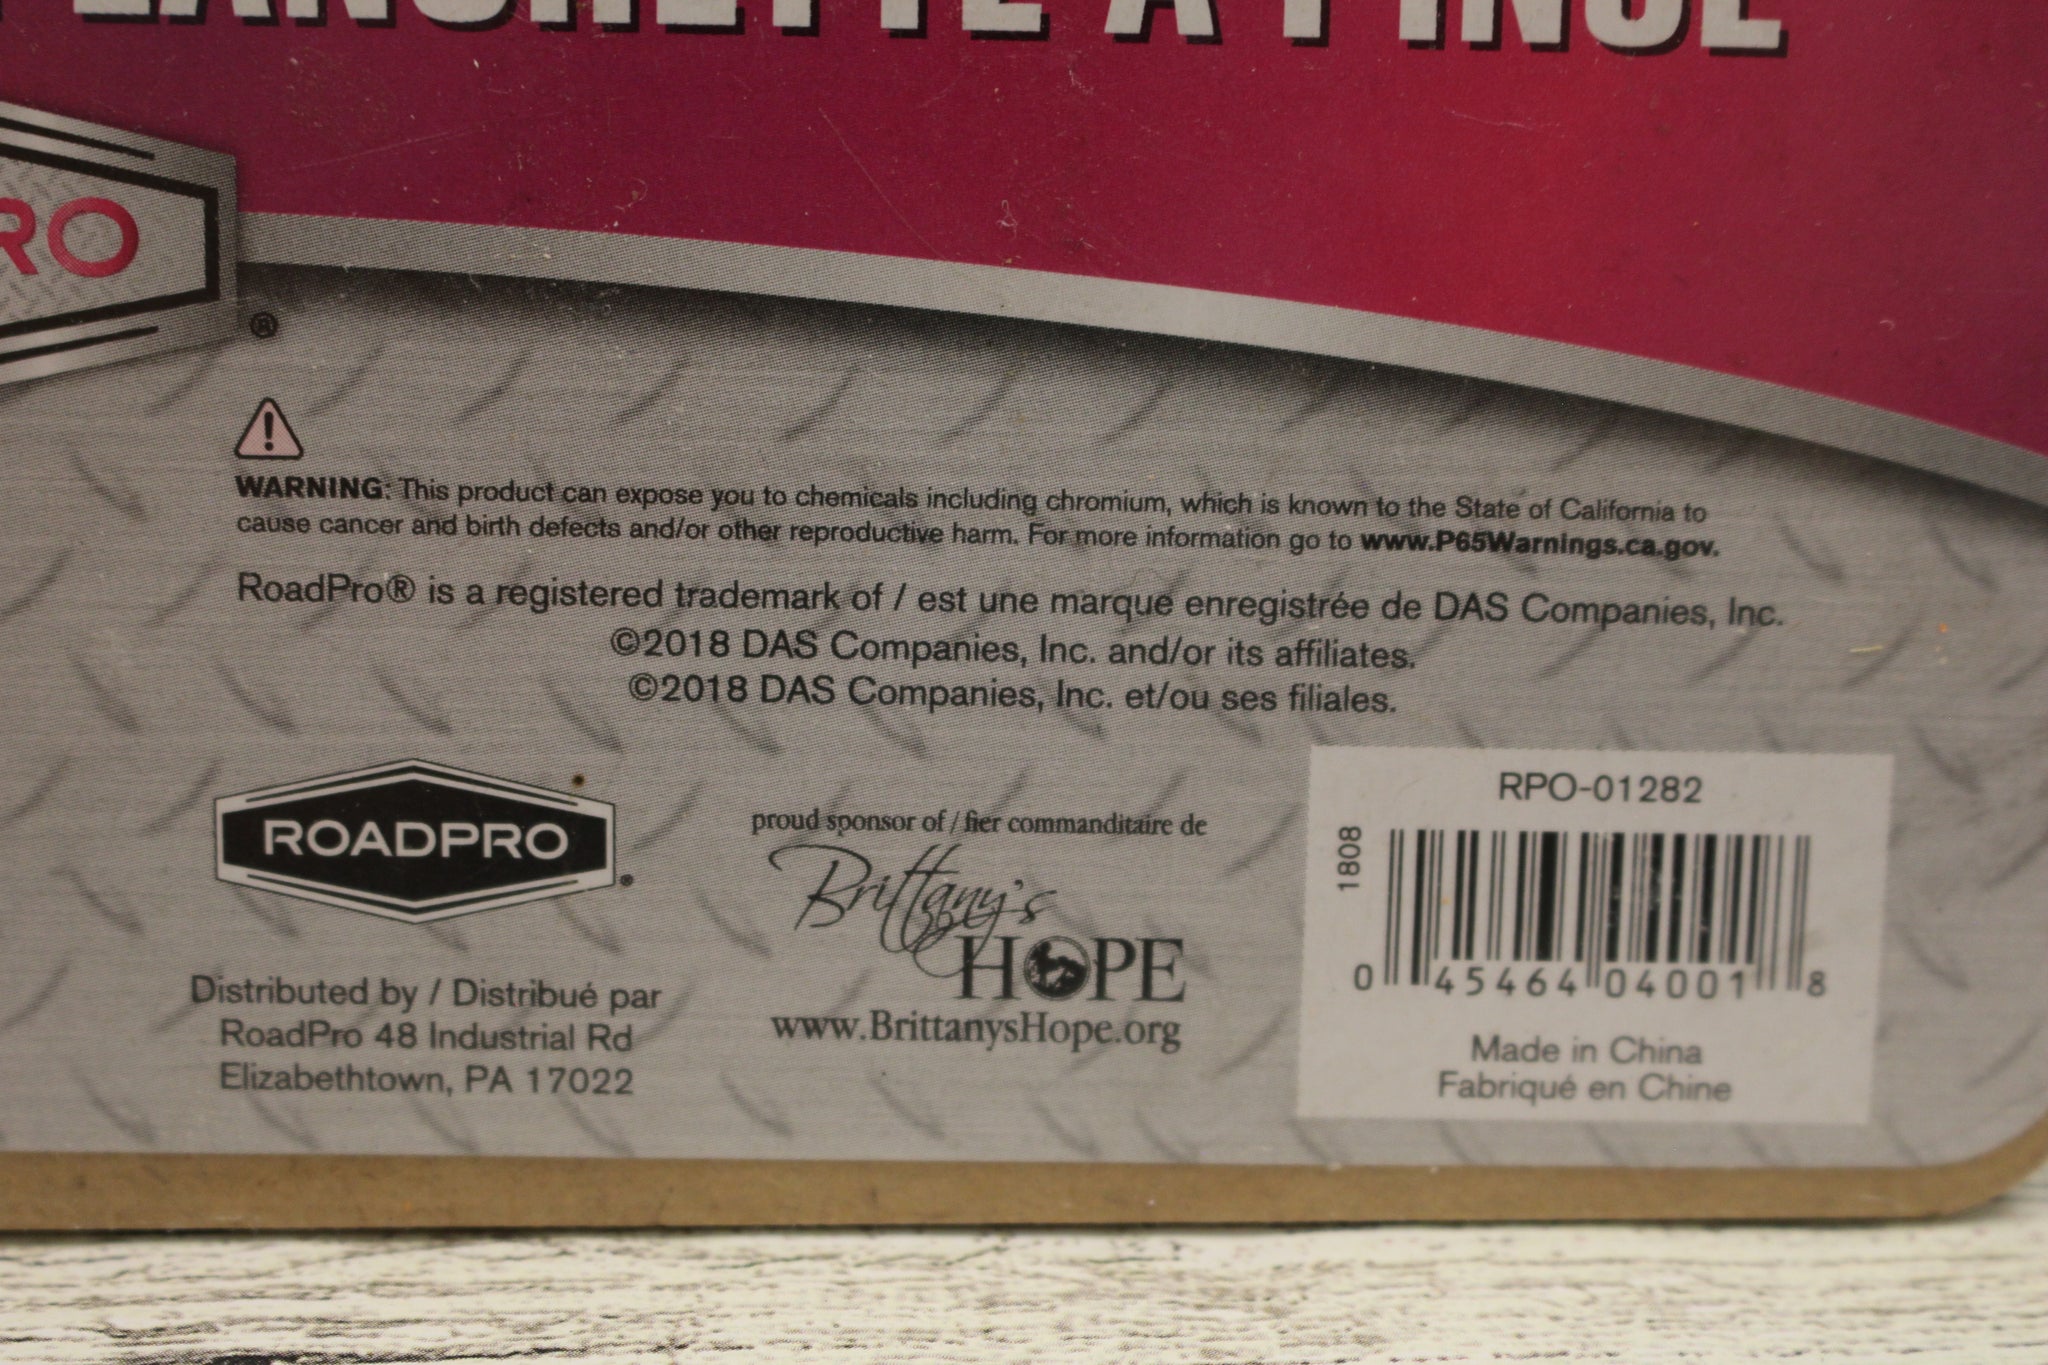 PLANCHETTE À PINCE
RO
®
WARNING: This product can expose you to chemicals including chromium, which is known to the State of California to
cause cancer and birth defects and/or other reproductive harm. For more information go to www.P65Warnings.ca.gov.
RoadPro® is a registered trademark of / est une marque enregistrée de DAS Companies, Inc.
©2018 DAS Companies, Inc. and/or its affiliates.
©2018 DAS Companies, Inc. et/ou ses filiales.
ROADPRO®
Distributed by / Distribué par
RoadPro 48 Industrial Rd
Elizabethtown, PA 17022
proud sponsor of / fier commanditaire de
Brittany's
HOPE
www.BrittanysHope.org
RPO-01282
1808
0 45464 04001 8
Made in China
Fabriqué en Chine